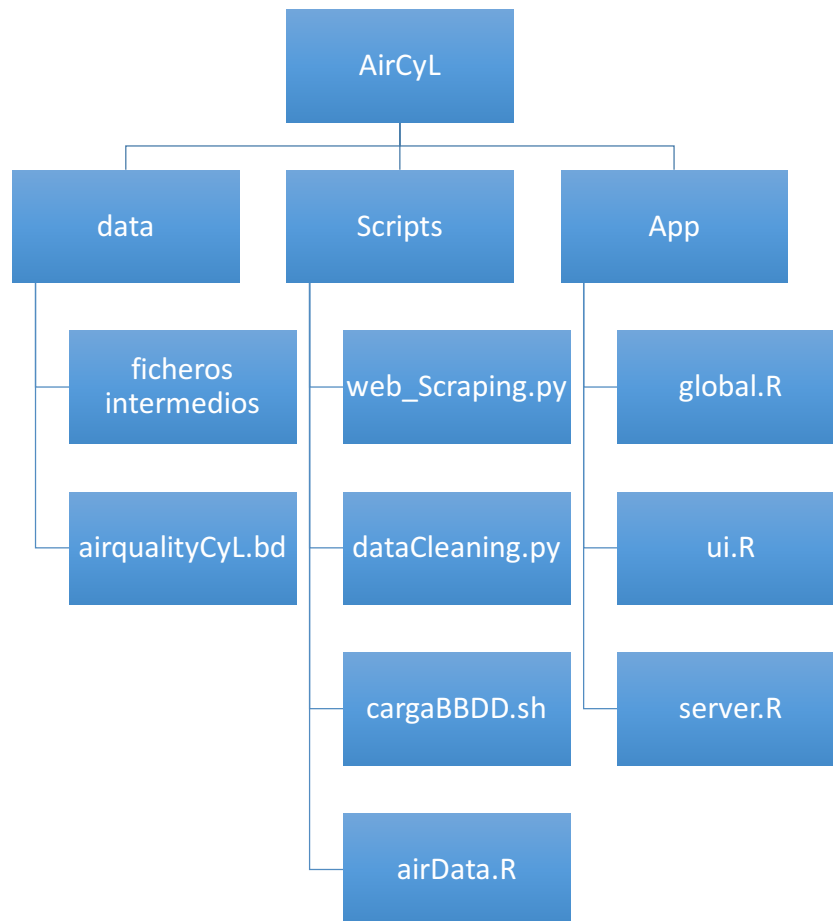 AirCyL
data
Scripts
App
ficheros
intermedios
web_Scraping.py
global.R
airqualityCyL.bd
dataCleaning.py
ui.R
cargaBBDD.sh
server.R
airData.R